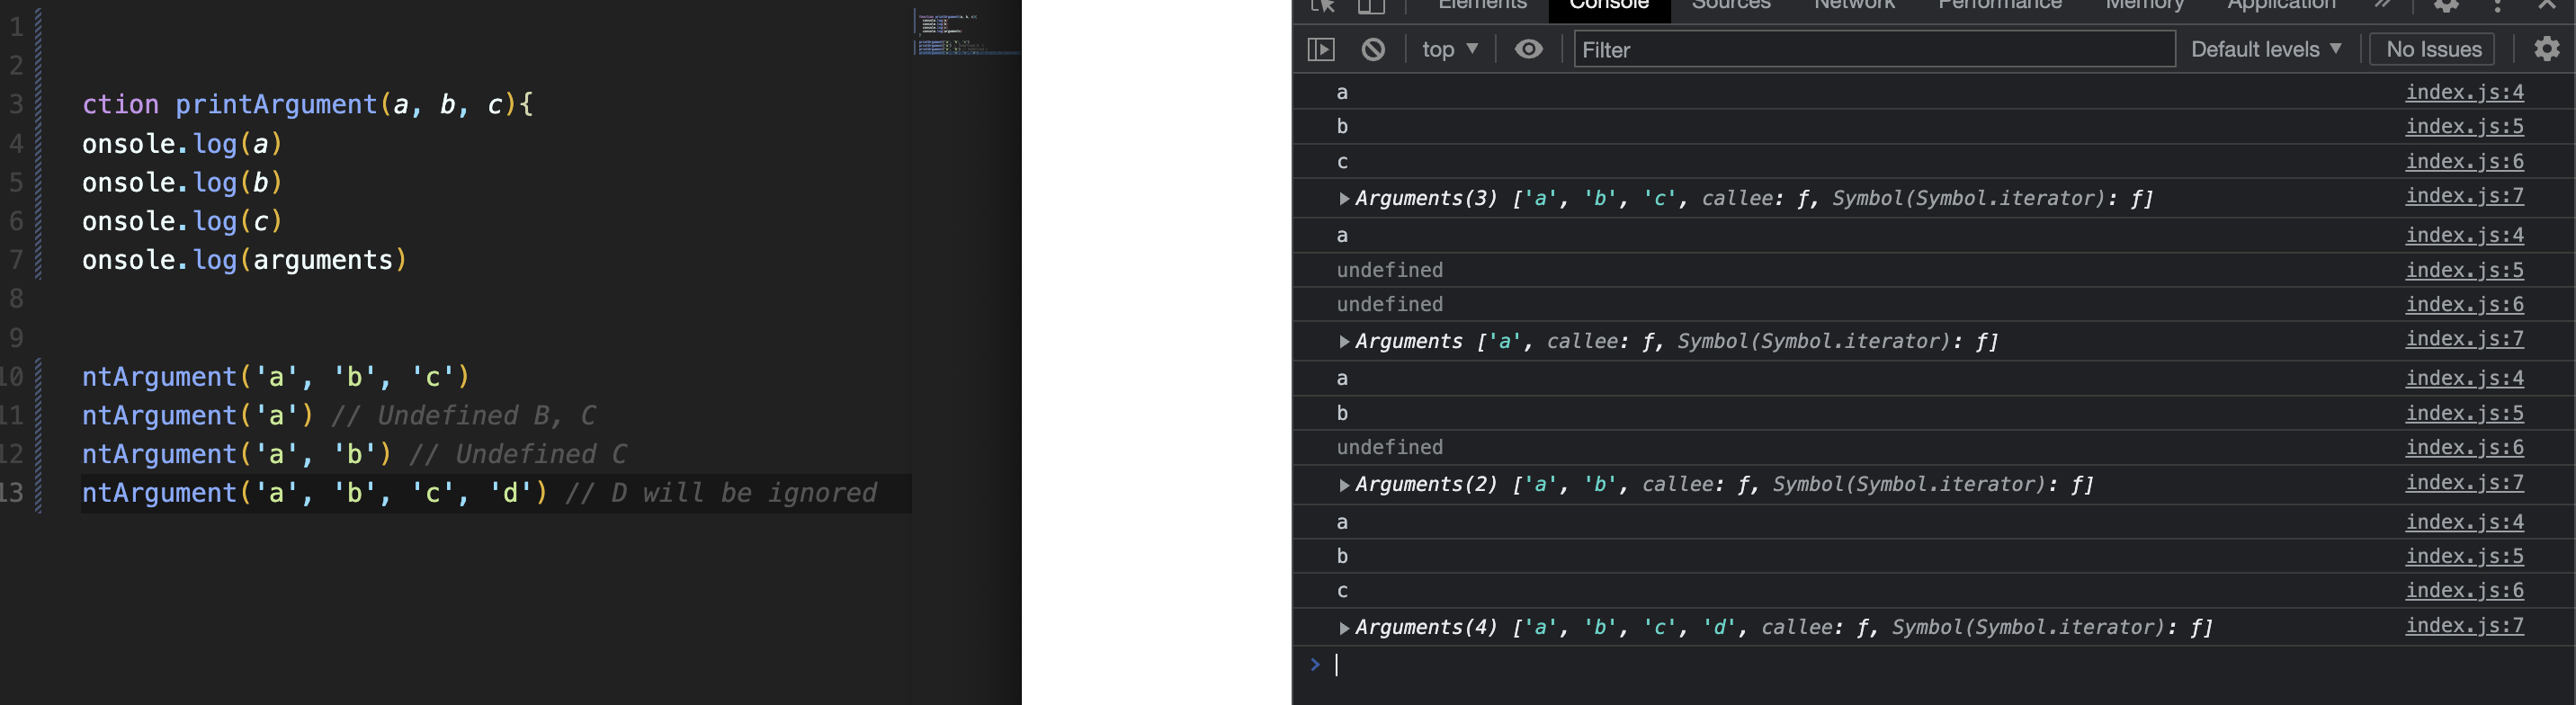 1
2
3 ction printArgument(a, b, c){
4 onsole.log(a)
5 onsole.log(b)
6 onsole.log(c)
7 onsole.log(arguments)
8
9
10 ntArgument('a', 'b', 'c')
11 ntArgument('a') // Undefined B, C
12 ntArgument('a', 'b') // Undefined C
13 ntArgument('a', 'b', 'c', 'd') // D will be ignored
Elements Console Sources Network Performance Memory Application
top ▼ Filter Default levels ▼ No Issues
a index.js:4
b index.js:5
c index.js:6
▶Arguments(3) ['a', 'b', 'c', callee: ƒ, Symbol(Symbol.iterator): ƒ] index.js:7
a index.js:4
undefined index.js:5
undefined index.js:6
▶Arguments ['a', callee: ƒ, Symbol(Symbol.iterator): ƒ] index.js:7
a index.js:4
b index.js:5
undefined index.js:6
▶Arguments(2) ['a', 'b', callee: ƒ, Symbol(Symbol.iterator): ƒ] index.js:7
a index.js:4
b index.js:5
c index.js:6
▶Arguments(4) ['a', 'b', 'c', 'd', callee: ƒ, Symbol(Symbol.iterator): ƒ] index.js:7
>